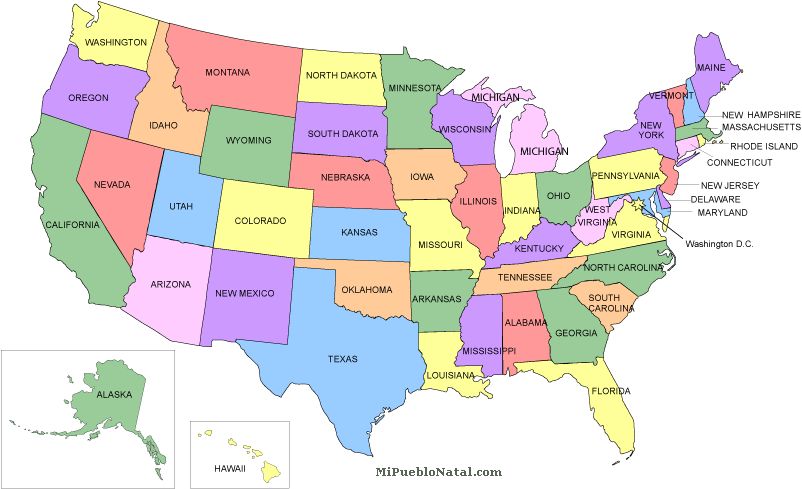 WASHINGTON
MONTANA
NORTH DAKOTA
MINNESOTA
MICHIGAN
MAINE
VERMONT
OREGON
IDAHO
WYOMING
SOUTH DAKOTA
WISCONSIN
MICHIGAN
NEW
YORK
NEW HAMPSHIRE
MASSACHUSETTS
RHODE ISLAND
CONNECTICUT
NEVADA
UTAH
COLORADO
NEBRASKA
IOWA
ILLINOIS
INDIANA
OHIO
PENNSYLVANIA
NEW JERSEY
DELAWARE
MARYLAND
CALIFORNIA
KANSAS
MISSOURI
KENTUCKY
WEST
VIRGINIA
VIRGINIA
Washington D.C.
ARIZONA
NEW MEXICO
OKLAHOMA
ARKANSAS
TENNESSEE
NORTH CAROLINA
SOUTH
CAROLINA
TEXAS
LOUISIANA
MISSISSIPPI
ALABAMA
GEORGIA
FLORIDA
ALASKA
HAWAII
MiPuebloNatal.com